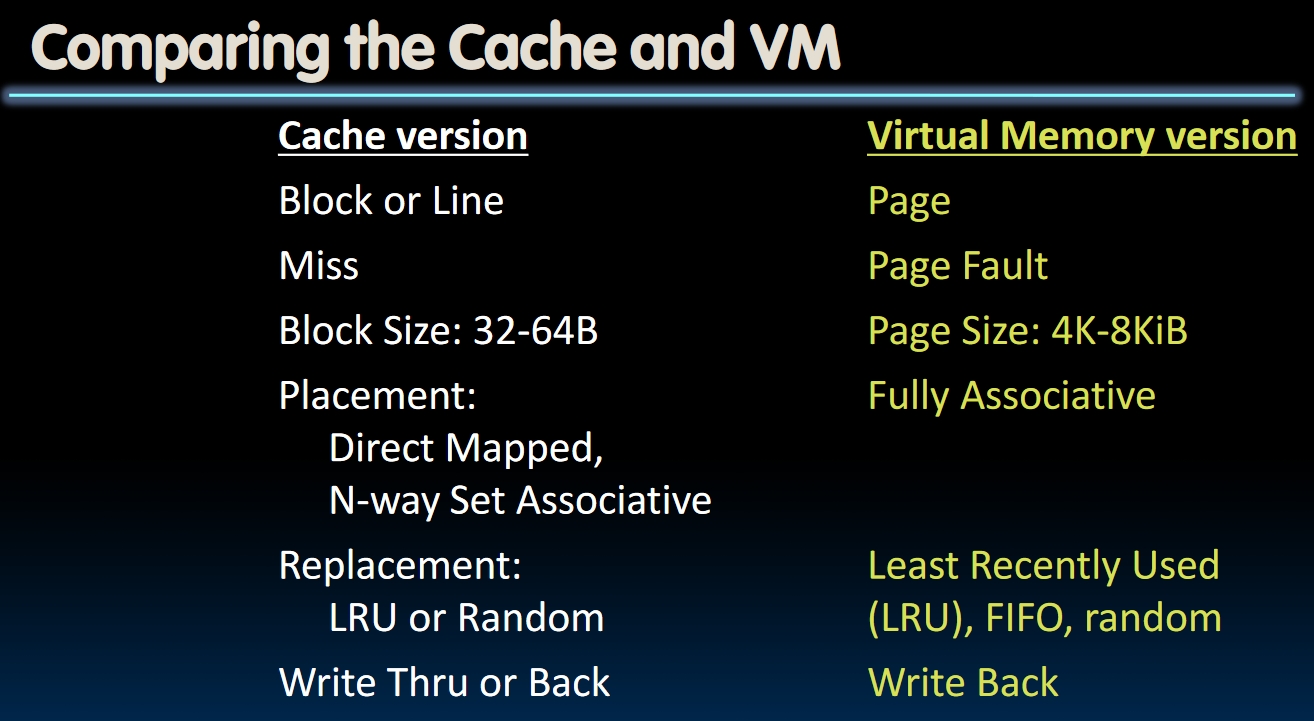 Comparing the Cache and VM
Cache version Virtual Memory version
Block or Line Page
Miss Page Fault
Block Size: 32-64B Page Size: 4K-8KiB
Placement: Fully Associative
Direct Mapped,
N-way Set Associative
Replacement: Least Recently Used
LRU or Random (LRU), FIFO, random
Write Thru or Back Write Back